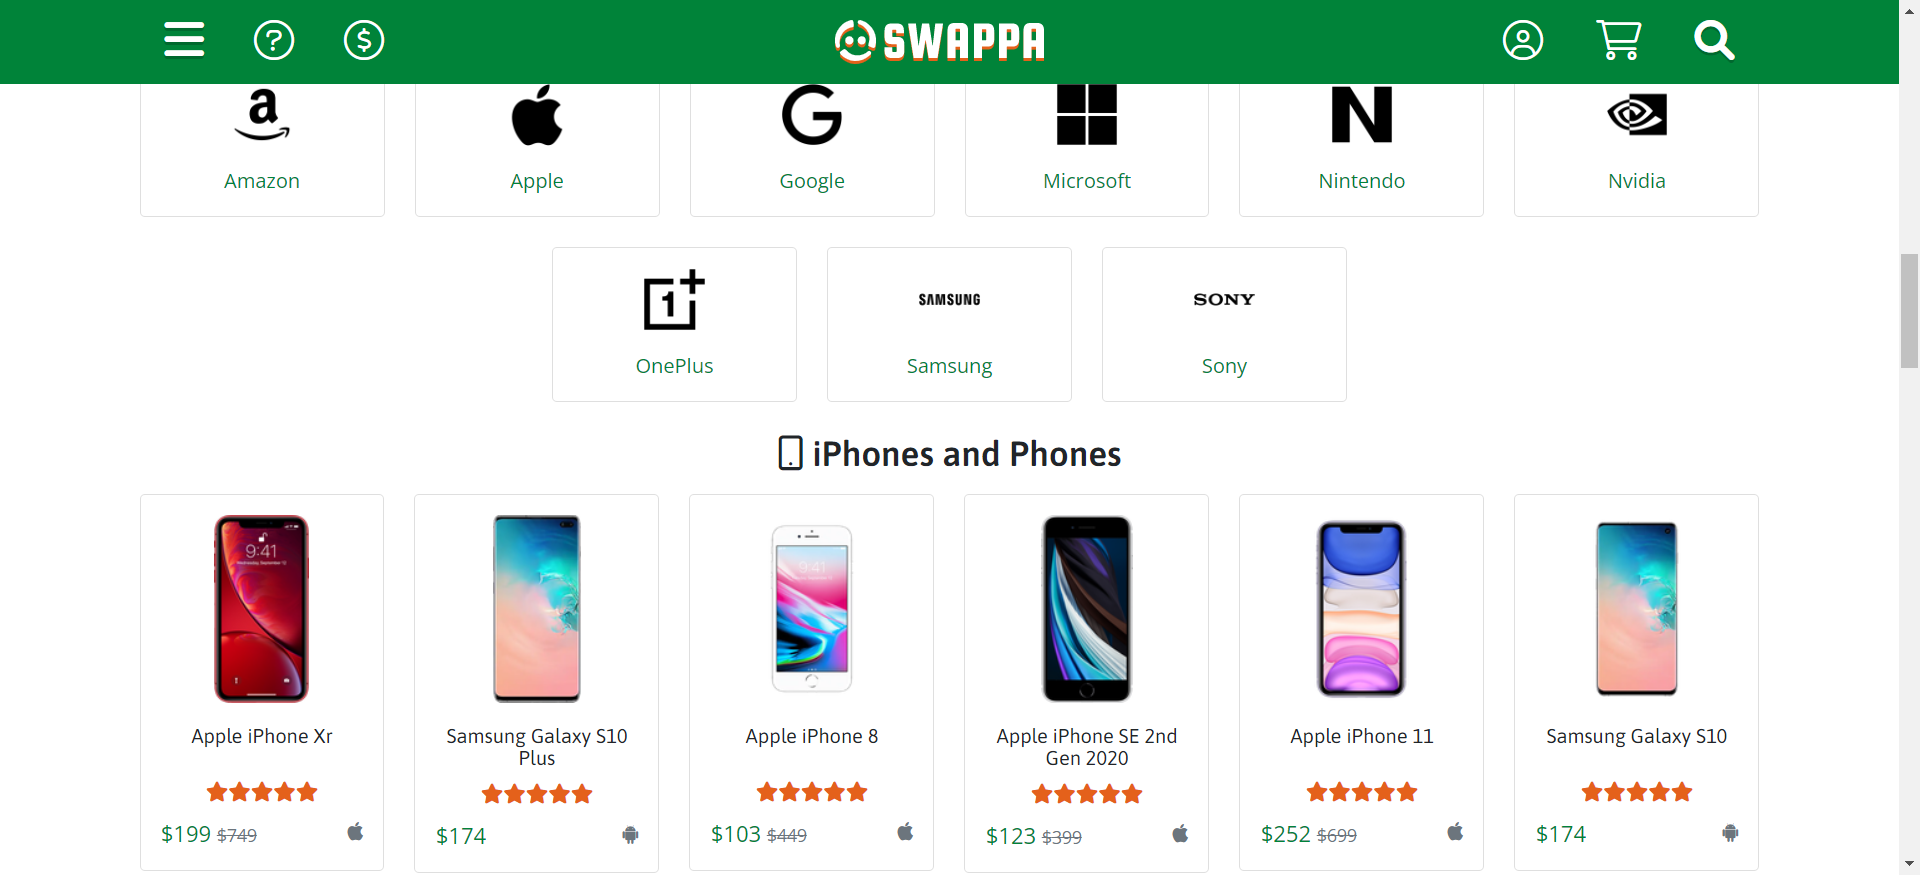 SWAPPA
Amazon
Apple
Google
Microsoft
Nintendo
Nvidia
SAMSUNG
SONY
OnePlus
Samsung
Sony
iPhones and Phones
9:41
9:41
Apple iPhone Xr
Samsung Galaxy S10
Plus
Apple iPhone 8
Apple iPhone SE 2nd
Gen 2020
Apple iPhone 11
Samsung Galaxy S10
$199 $749
$174
$103 $449
$123 $399
$252 $699
$174